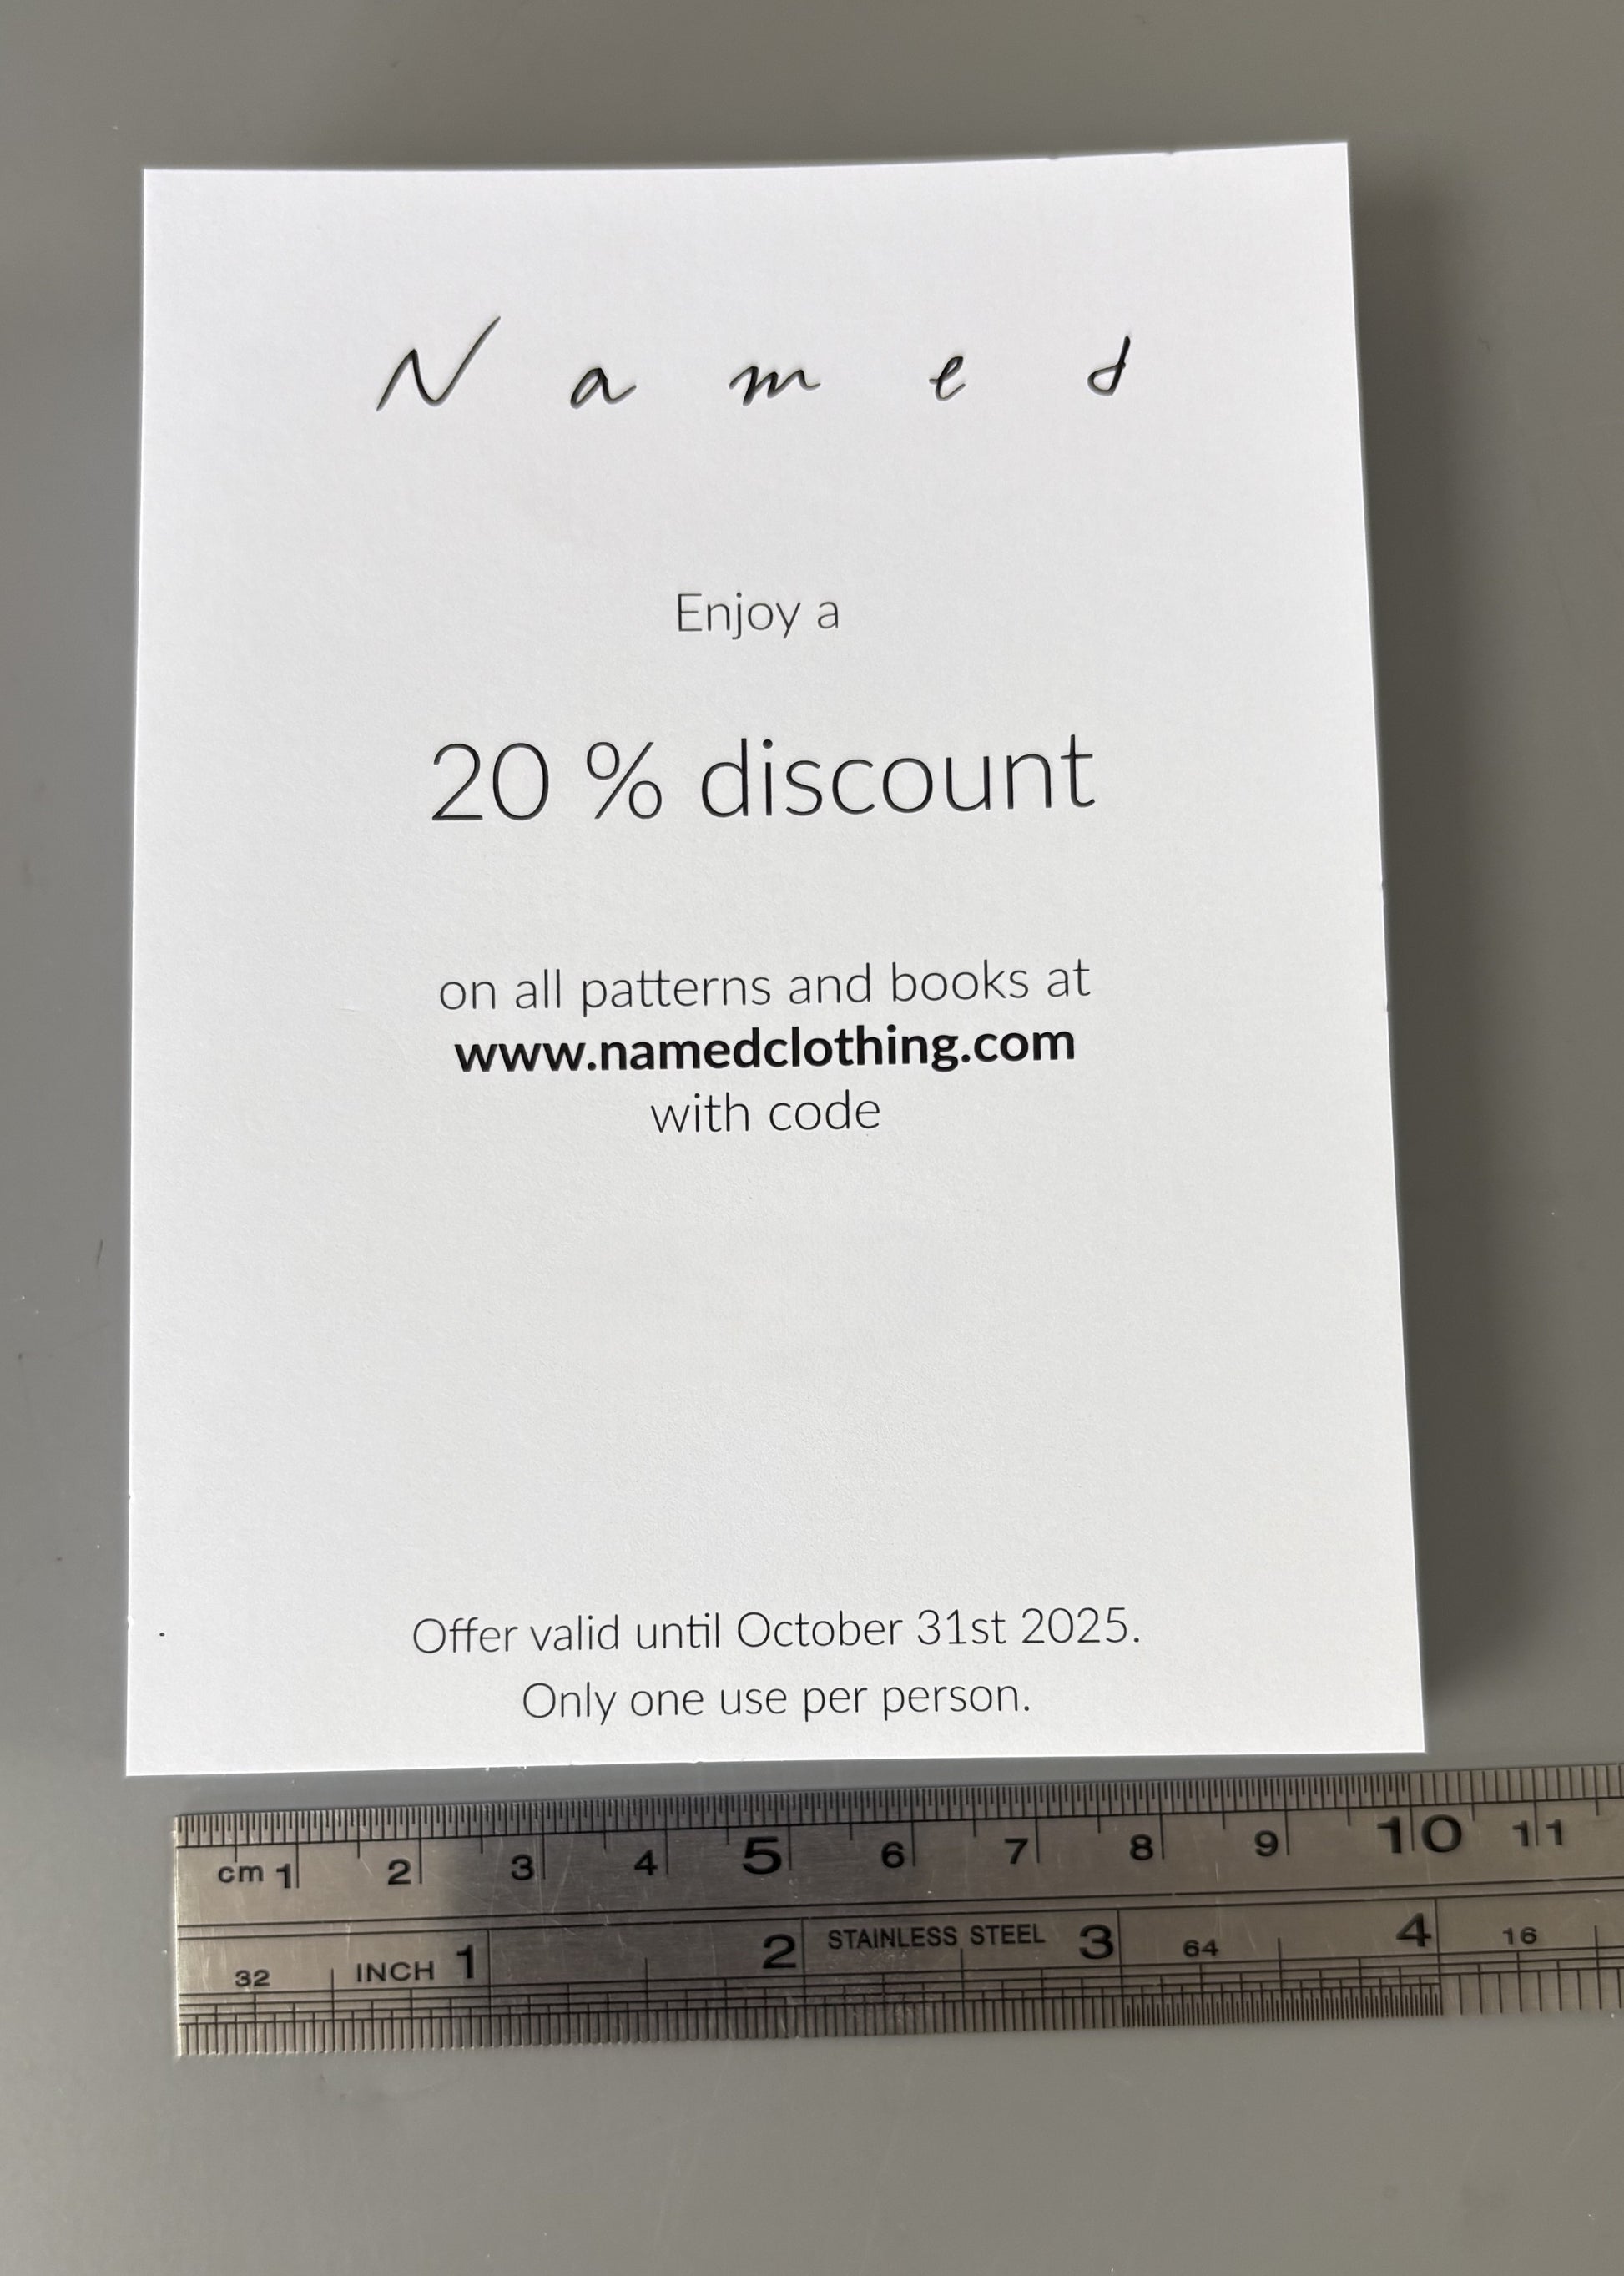 Named
Enjoy a
20 % discount
on all patterns and books at
www.namedclothing.com
with code
Offer valid until October 31st 2025.
Only one use per person.
cm 1 2 3 4 5 6 7 8 9 10 11
32 INCH 1 2 STAINLESS STEEL 3 64 4 16